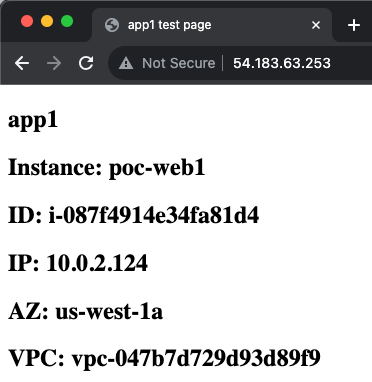 app1 test page
Not Secure | 54.183.63.253
app1
Instance: poc-web1
ID: i-087f4914e34fa81d4
IP: 10.0.2.124
AZ: us-west-1a
VPC: vpc-047b7d729d93d89f9